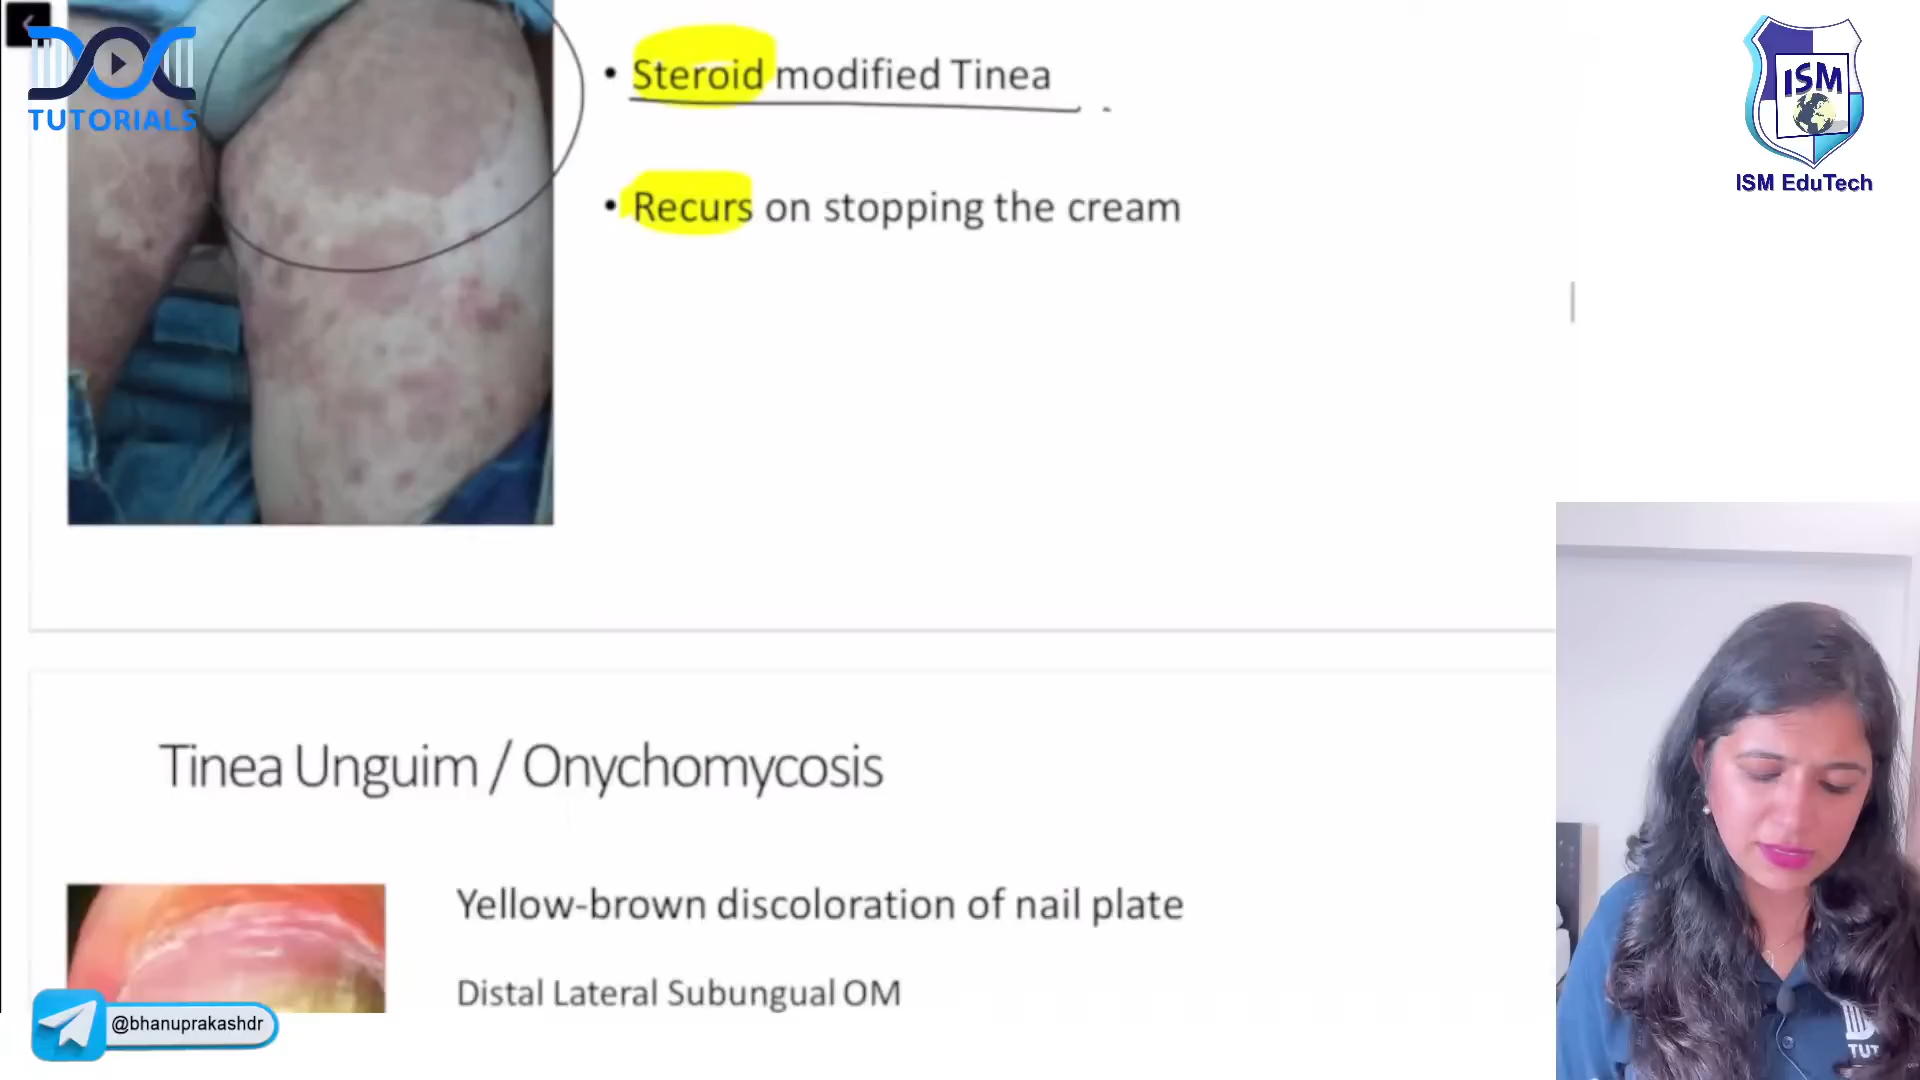 TUTORIALS
• Steroid modified Tinea
• Recurs on stopping the cream
ISM
ISM EduTech
Tinea Unguim / Onychomycosis
Yellow-brown discoloration of nail plate
Distal Lateral Subungual OM
@bhanuprakashdr
TUT